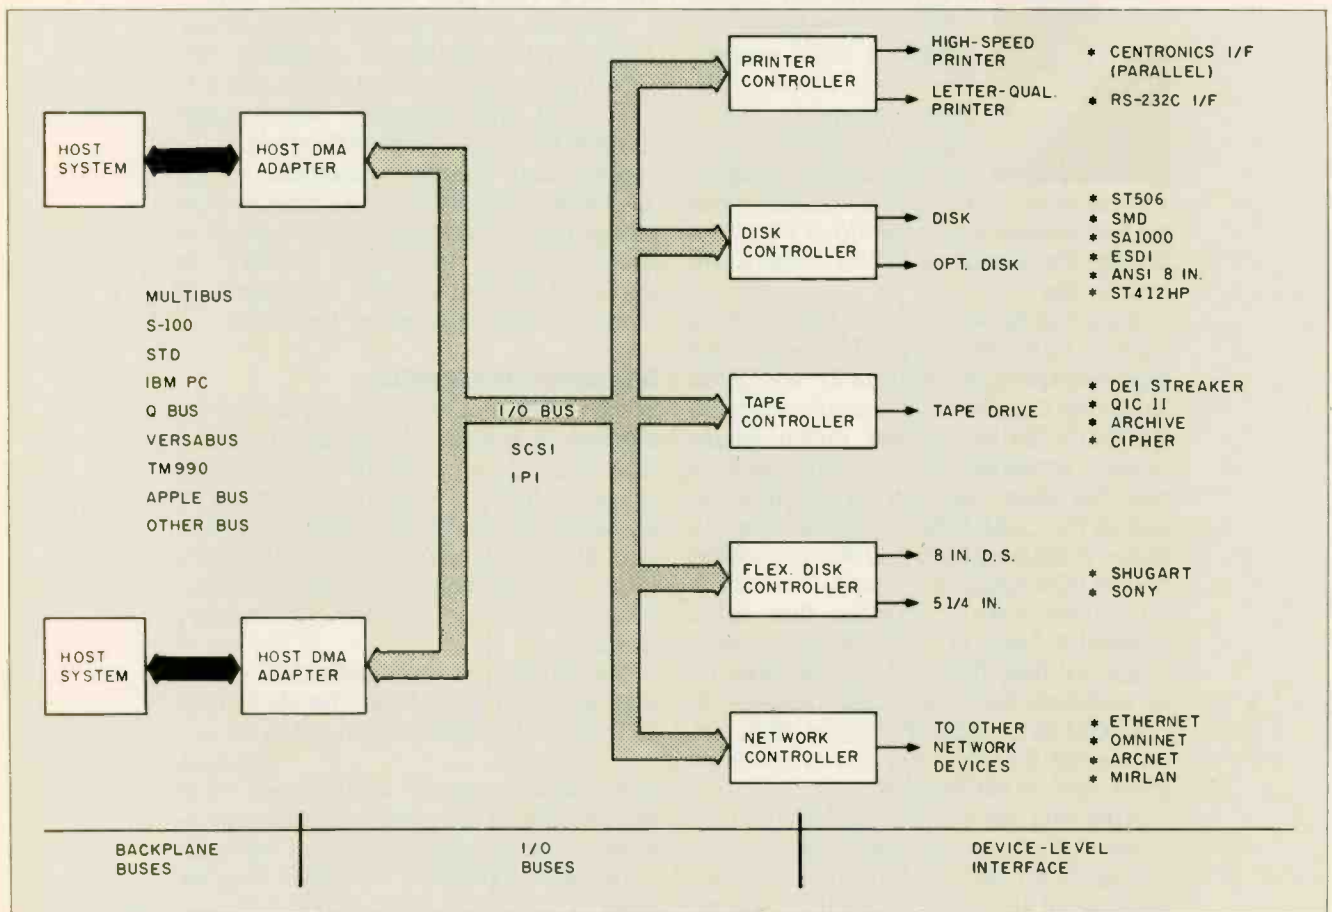 HOST
SYSTEM
HOST DMA
ADAPTER
MULTIBUS
S-100
STD
IBM PC
Q BUS
VERSABUS
TM990
APPLE BUS
OTHER BUS
HOST
SYSTEM
HOST DMA
ADAPTER
I/O BUS
SCSI
IPI
PRINTER
CONTROLLER
HIGH-SPEED
PRINTER
LETTER-QUAL.
PRINTER
* CENTRONICS I/F
(PARALLEL)
* RS-232C I/F
DISK
CONTROLLER
DISK
OPT. DISK
* ST506
* SMD
* SA1000
* ESDI
* ANSI 8 IN.
* ST412HP
TAPE
CONTROLLER
TAPE DRIVE
* DEI STREAKER
* QIC II
* ARCHIVE
* CIPHER
FLEX. DISK
CONTROLLER
8 IN. D.S.
5 1/4 IN.
* SHUGART
* SONY
NETWORK
CONTROLLER
TO OTHER
NETWORK
DEVICES
* ETHERNET
* OMNINET
* ARCNET
* MIRLAN
BACKPLANE
BUSES
I/O
BUSES
DEVICE-LEVEL
INTERFACE